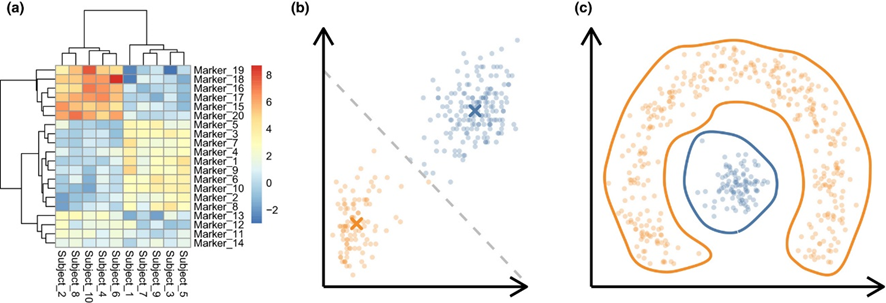 (a)
(b)
(c)
Marker_19
Marker_18
Marker_16
Marker_17
Marker_15
Marker_20
Marker_5
Marker_3
Marker_7
Marker_4
Marker_1
Marker_9
Marker_6
Marker_10
Marker_2
Marker_8
Marker_13
Marker_12
Marker_11
Marker_14
8
6
4
2
0
−2
Subject_2
Subject_8
Subject_10
Subject_4
Subject_6
Subject_1
Subject_7
Subject_9
Subject_3
Subject_5